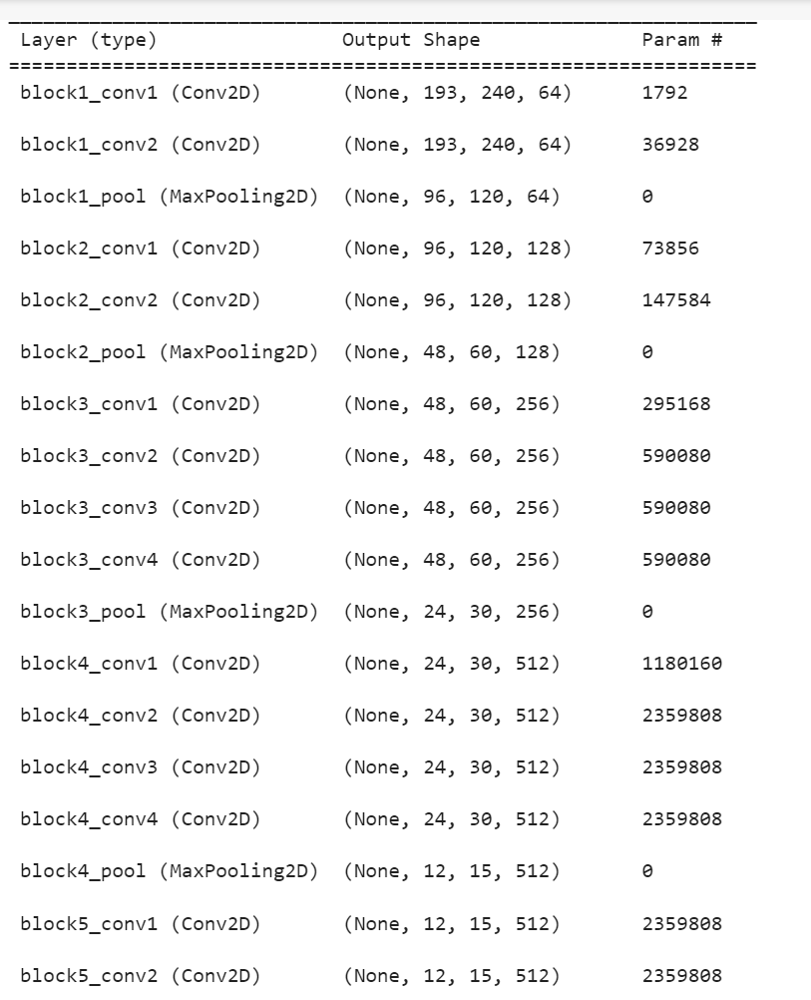 Layer (type) Output Shape Param #
=================================================================
block1_conv1 (Conv2D) (None, 193, 240, 64) 1792
block1_conv2 (Conv2D) (None, 193, 240, 64) 36928
block1_pool (MaxPooling2D) (None, 96, 120, 64) 0
block2_conv1 (Conv2D) (None, 96, 120, 128) 73856
block2_conv2 (Conv2D) (None, 96, 120, 128) 147584
block2_pool (MaxPooling2D) (None, 48, 60, 128) 0
block3_conv1 (Conv2D) (None, 48, 60, 256) 295168
block3_conv2 (Conv2D) (None, 48, 60, 256) 590080
block3_conv3 (Conv2D) (None, 48, 60, 256) 590080
block3_conv4 (Conv2D) (None, 48, 60, 256) 590080
block3_pool (MaxPooling2D) (None, 24, 30, 256) 0
block4_conv1 (Conv2D) (None, 24, 30, 512) 1180160
block4_conv2 (Conv2D) (None, 24, 30, 512) 2359808
block4_conv3 (Conv2D) (None, 24, 30, 512) 2359808
block4_conv4 (Conv2D) (None, 24, 30, 512) 2359808
block4_pool (MaxPooling2D) (None, 12, 15, 512) 0
block5_conv1 (Conv2D) (None, 12, 15, 512) 2359808
block5_conv2 (Conv2D) (None, 12, 15, 512) 2359808